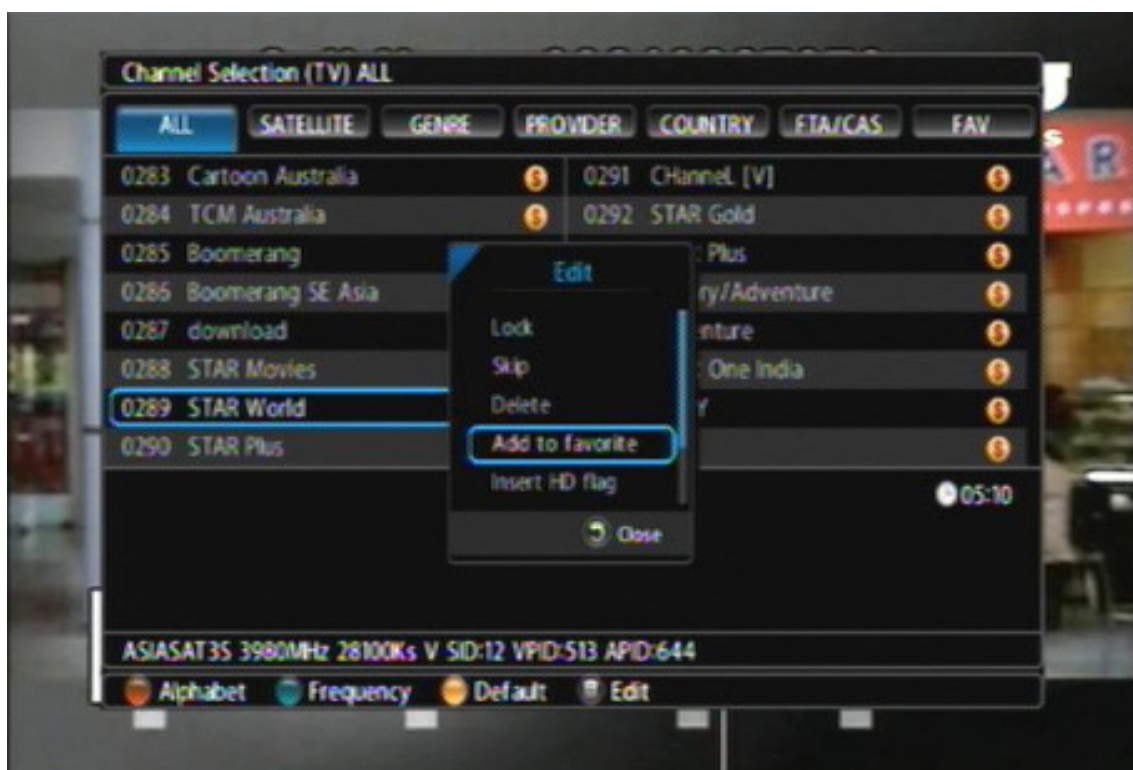 Channel Selection (TV) ALL
ALL SATELLITE GENRE PROVIDER COUNTRY FTA/CAS FAV
0283 Cartoon Australia S 0291 CHanneL [V] S
0284 TCM Australia S 0292 STAR Gold S
0285 Boomerang Plus S
0286 Boomerang SE Asia ry/Adventure S
0287 download nture S
0288 STAR Movies One India S
0289 STAR World S
0290 STAR Plus S
Edit
Lock
Skip
Delete
Add to favorite
Insert HD flag
Close
05:10
ASIASAT3S 3980MHz 28100Ks V SID:12 VPID:513 APID:644
Alphabet Frequency Default Edit
AR